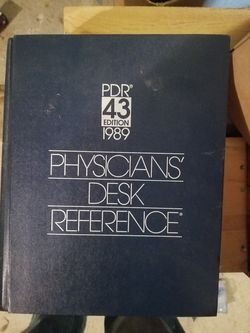 PDR®
43
EDITION
1989
PHYSICIANS'
DESK
REFERENCE®